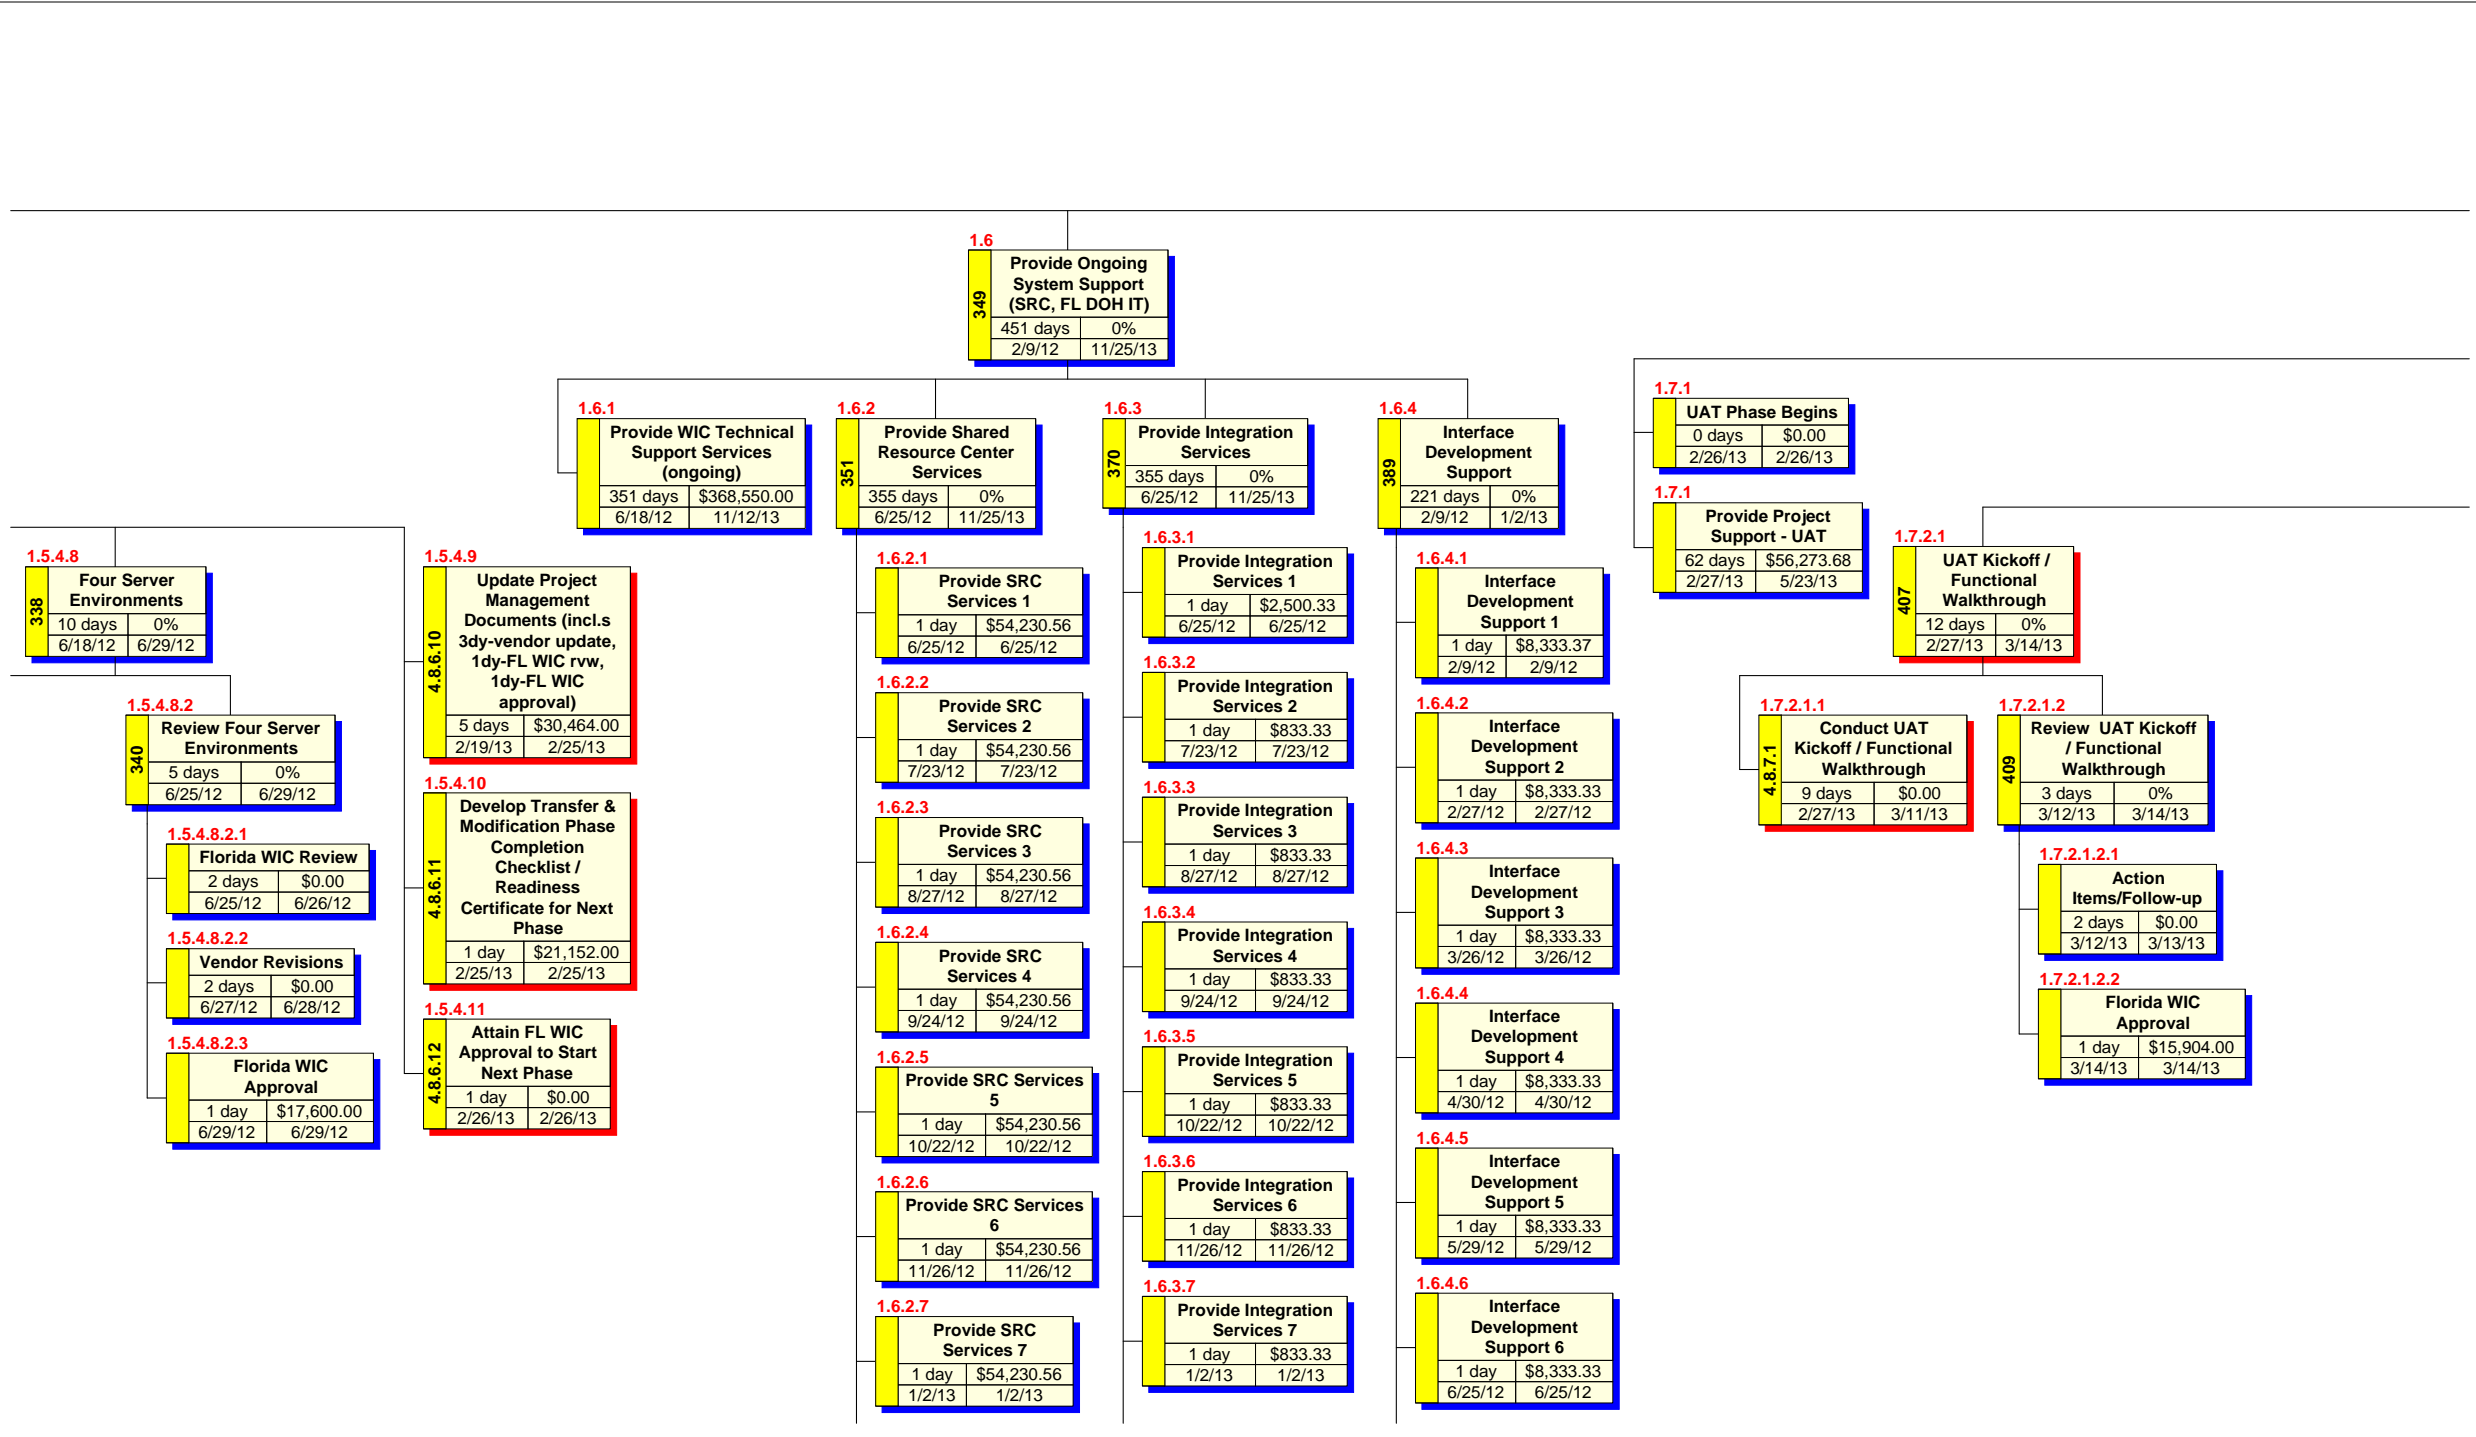 1.6
349
Provide Ongoing
System Support
(SRC, FL DOH IT)
451 days 0%
2/9/12 11/25/13
1.5.4.8
338
Four Server
Environments
10 days 0%
6/18/12 6/29/12
1.5.4.8.2
340
Review Four Server
Environments
5 days 0%
6/25/12 6/29/12
1.5.4.8.2.1
Florida WIC Review
2 days $0.00
6/25/12 6/26/12
1.5.4.8.2.2
Vendor Revisions
2 days $0.00
6/27/12 6/28/12
1.5.4.8.2.3
Florida WIC
Approval
1 day $17,600.00
6/29/12 6/29/12
1.5.4.9
4.8.6.10
Update Project
Management
Documents (incl.s
3dy-vendor update,
1dy-FL WIC rvw,
1dy-FL WIC
approval)
5 days $30,464.00
2/19/13 2/25/13
1.5.4.10
4.8.6.11
Develop Transfer &
Modification Phase
Completion
Checklist /
Readiness
Certificate for Next
Phase
1 day $21,152.00
2/25/13 2/25/13
1.5.4.11
4.8.6.12
Attain FL WIC
Approval to Start
Next Phase
1 day $0.00
2/26/13 2/26/13
1.6.1
Provide WIC Technical
Support Services
(ongoing)
351 days $368,550.00
6/18/12 11/12/13
1.6.2
351
Provide Shared
Resource Center
Services
355 days 0%
6/25/12 11/25/13
1.6.2.1
Provide SRC
Services 1
1 day $54,230.56
6/25/12 6/25/12
1.6.2.2
Provide SRC
Services 2
1 day $54,230.56
7/23/12 7/23/12
1.6.2.3
Provide SRC
Services 3
1 day $54,230.56
8/27/12 8/27/12
1.6.2.4
Provide SRC
Services 4
1 day $54,230.56
9/24/12 9/24/12
1.6.2.5
Provide SRC Services
5
1 day $54,230.56
10/22/12 10/22/12
1.6.2.6
Provide SRC Services
6
1 day $54,230.56
11/26/12 11/26/12
1.6.2.7
Provide SRC
Services 7
1 day $54,230.56
1/2/13 1/2/13
1.6.3
370
Provide Integration
Services
355 days 0%
6/25/12 11/25/13
1.6.3.1
Provide Integration
Services 1
1 day $2,500.33
6/25/12 6/25/12
1.6.3.2
Provide Integration
Services 2
1 day $833.33
7/23/12 7/23/12
1.6.3.3
Provide Integration
Services 3
1 day $833.33
8/27/12 8/27/12
1.6.3.4
Provide Integration
Services 4
1 day $833.33
9/24/12 9/24/12
1.6.3.5
Provide Integration
Services 5
1 day $833.33
10/22/12 10/22/12
1.6.3.6
Provide Integration
Services 6
1 day $833.33
11/26/12 11/26/12
1.6.3.7
Provide Integration
Services 7
1 day $833.33
1/2/13 1/2/13
1.6.4
389
Interface
Development
Support
221 days 0%
2/9/12 1/2/13
1.6.4.1
Interface
Development
Support 1
1 day $8,333.37
2/9/12 2/9/12
1.6.4.2
Interface
Development
Support 2
1 day $8,333.33
2/27/12 2/27/12
1.6.4.3
Interface
Development
Support 3
1 day $8,333.33
3/26/12 3/26/12
1.6.4.4
Interface
Development
Support 4
1 day $8,333.33
4/30/12 4/30/12
1.6.4.5
Interface
Development
Support 5
1 day $8,333.33
5/29/12 5/29/12
1.6.4.6
Interface
Development
Support 6
1 day $8,333.33
6/25/12 6/25/12
1.7.1
UAT Phase Begins
0 days $0.00
2/26/13 2/26/13
1.7.1
Provide Project
Support - UAT
62 days $56,273.68
2/27/13 5/23/13
1.7.2.1
407
UAT Kickoff /
Functional
Walkthrough
12 days 0%
2/27/13 3/14/13
1.7.2.1.1
4.8.7.1
Conduct UAT
Kickoff / Functional
Walkthrough
9 days $0.00
2/27/13 3/11/13
1.7.2.1.2
409
Review UAT Kickoff
/ Functional
Walkthrough
3 days 0%
3/12/13 3/14/13
1.7.2.1.2.1
Action
Items/Follow-up
2 days $0.00
3/12/13 3/13/13
1.7.2.1.2.2
Florida WIC
Approval
1 day $15,904.00
3/14/13 3/14/13